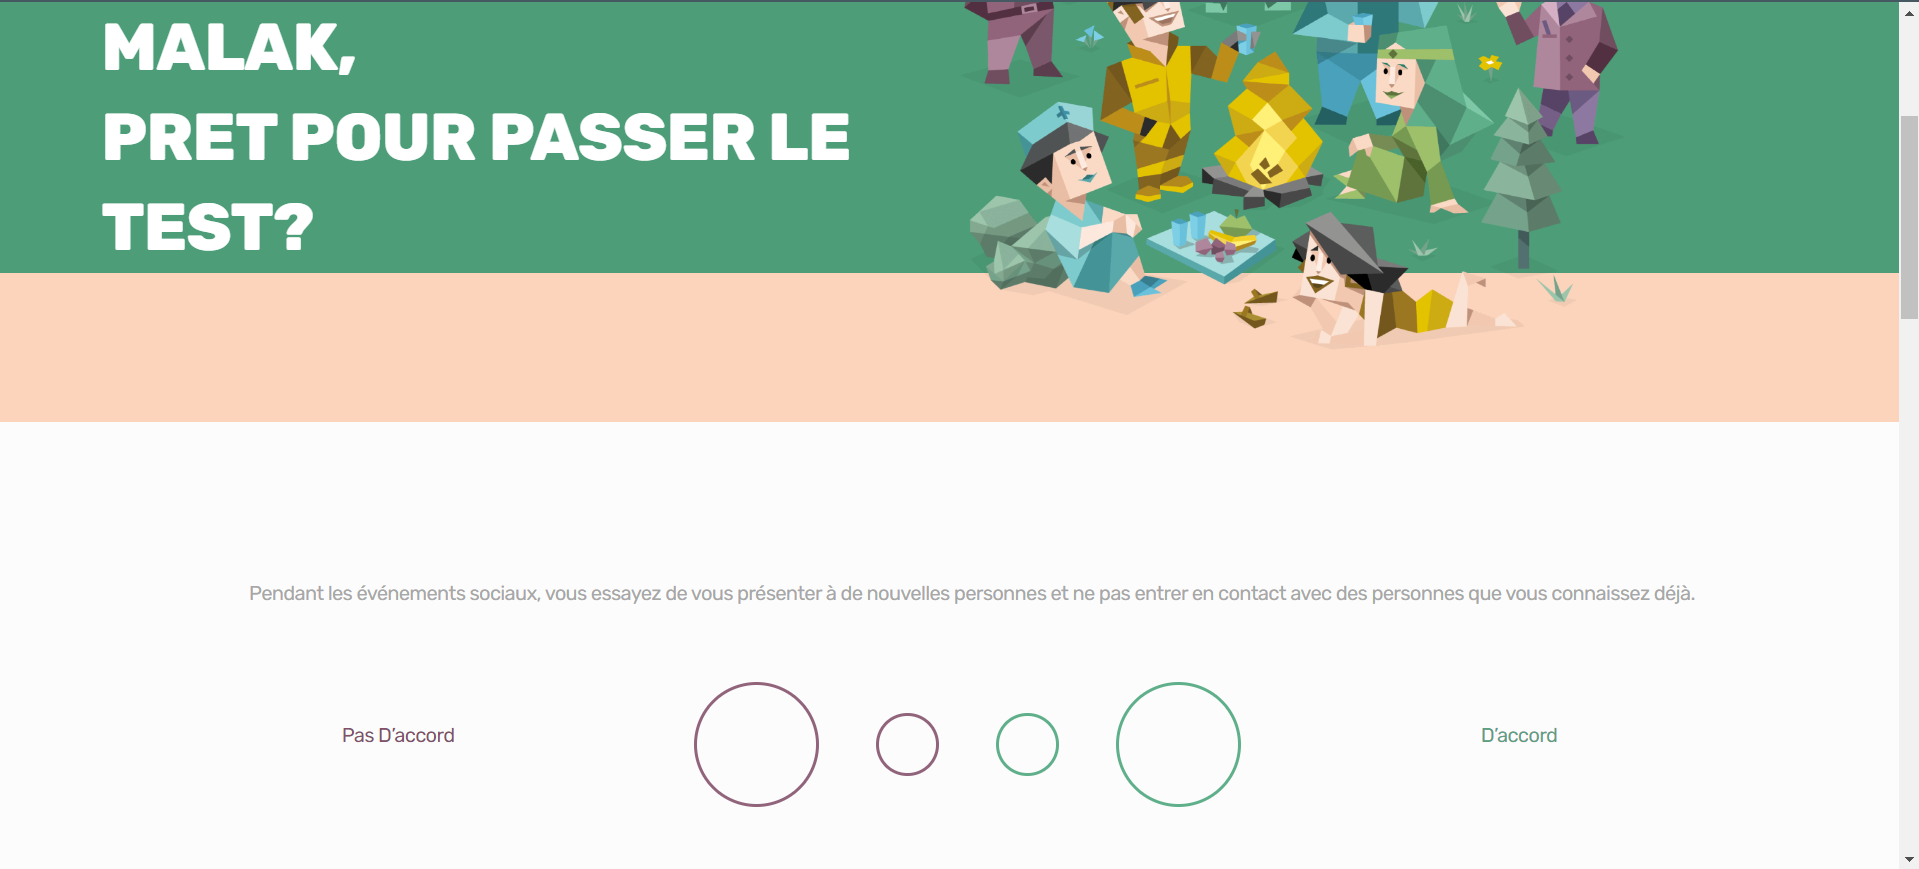 MALAK,
PRET POUR PASSER LE
TEST?
Pendant les événements sociaux, vous essayez de vous présenter à de nouvelles personnes et ne pas entrer en contact avec des personnes que vous connaissez déjà.
Pas D'accord
D'accord